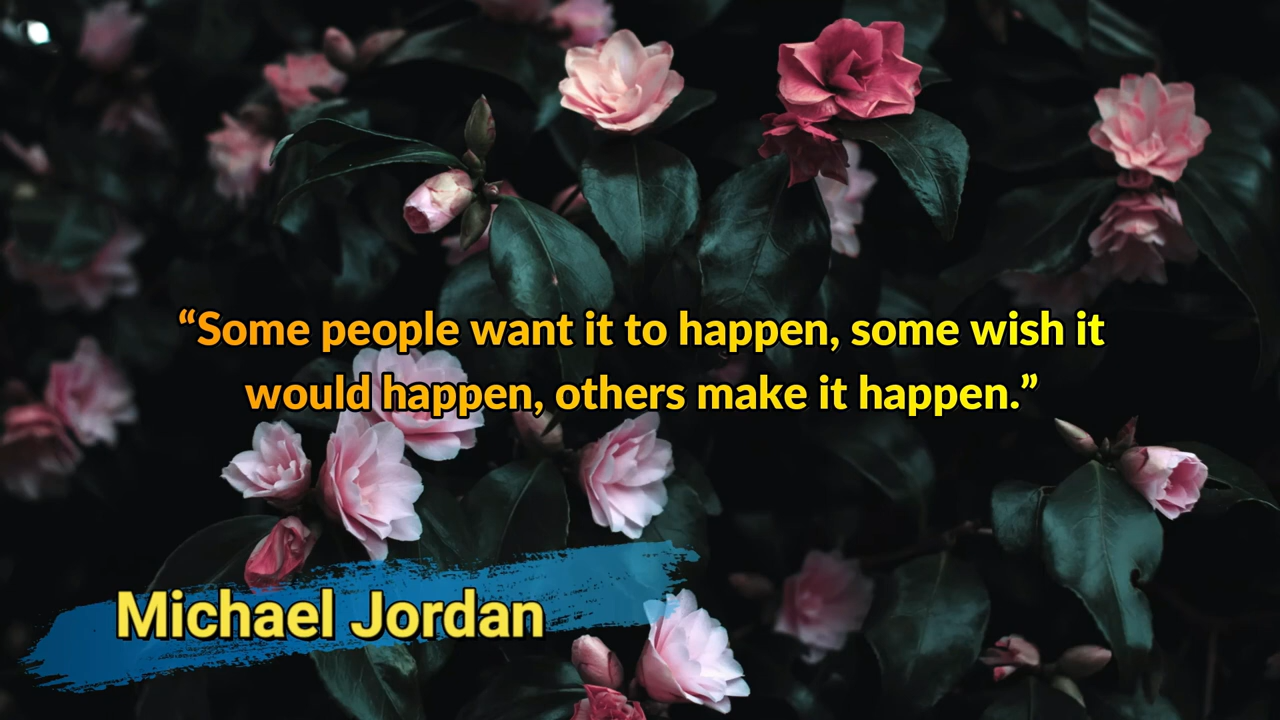 “Some people want it to happen, some wish it
would happen, others make it happen.”
Michael Jordan